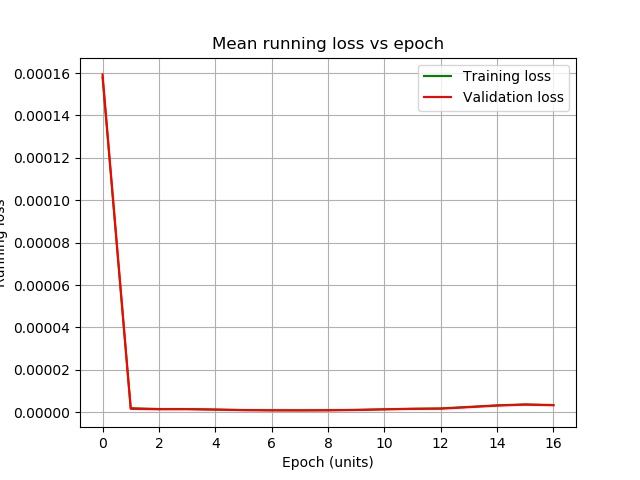 Mean running loss vs epoch
Training loss
Validation loss
0.00016
0.00014
0.00012
0.00010
0.00008
0.00006
0.00004
0.00002
0.00000
Running loss
0 2 4 6 8 10 12 14 16
Epoch (units)